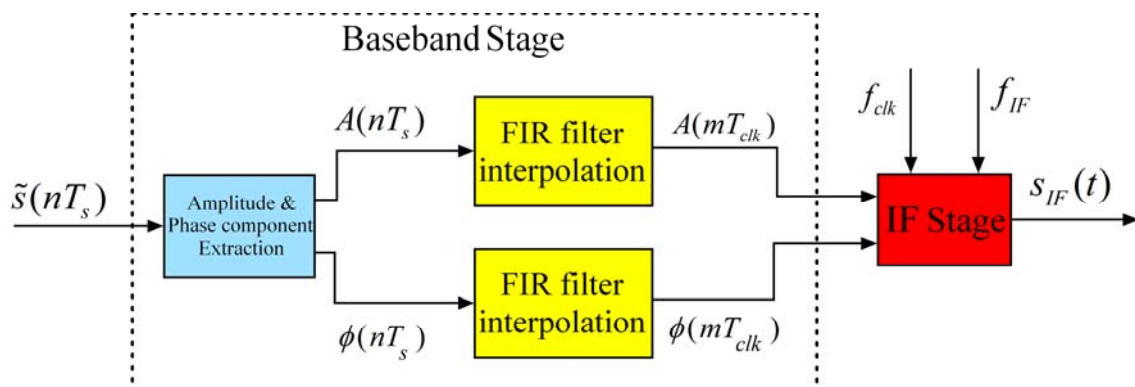 Baseband Stage
s̃(nT_s)
Amplitude &
Phase component
Extraction
A(nT_s)
FIR filter
interpolation
A(mT_clk)
ϕ(nT_s)
FIR filter
interpolation
ϕ(mT_clk)
f_clk
f_IF
IF Stage
s_IF(t)